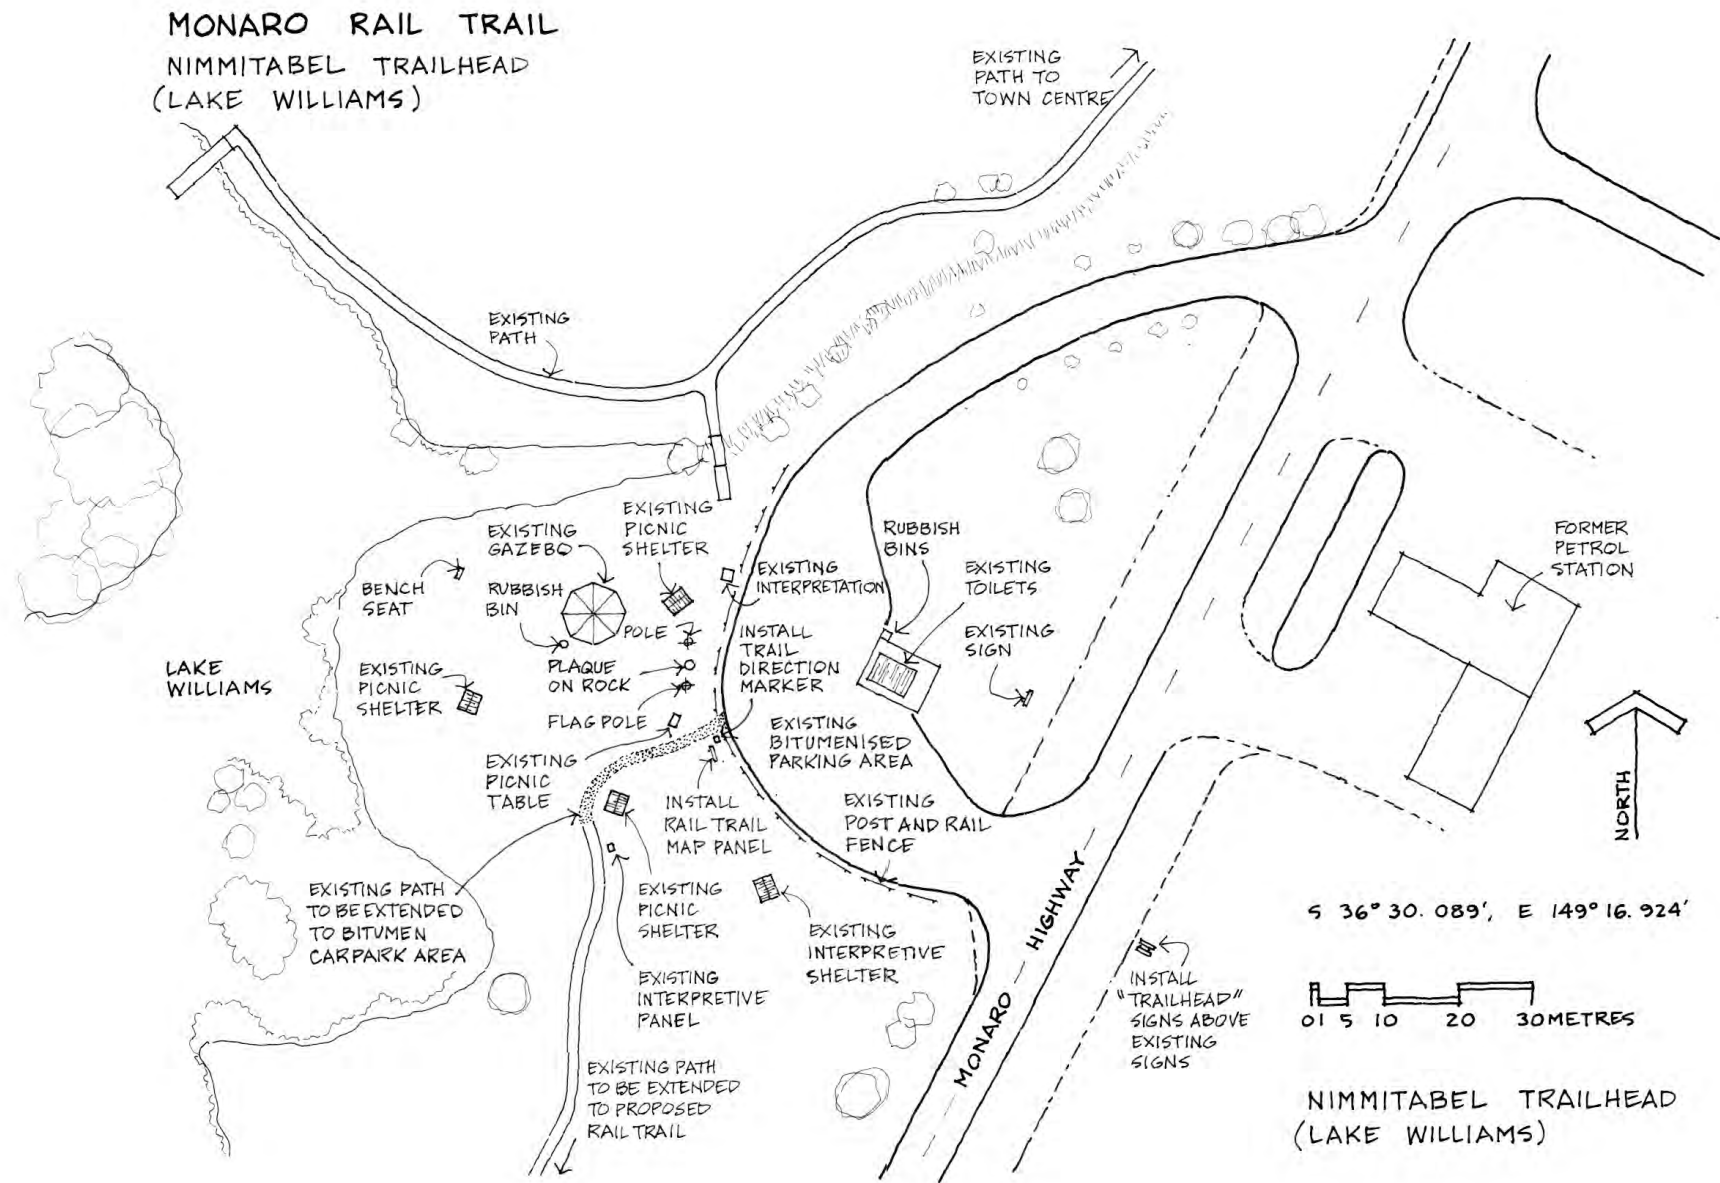 MONARO RAIL TRAIL
NIMMITABEL TRAILHEAD
(LAKE WILLIAMS)
EXISTING
PATH TO
TOWN CENTRE
EXISTING
PATH
EXISTING
GAZEBO
EXISTING
PICNIC
SHELTER
BENCH
SEAT
RUBBISH
BIN
POLE
EXISTING
INTERPRETATION
RUBBISH
BINS
EXISTING
TOILETS
EXISTING
SIGN
FORMER
PETROL
STATION
LAKE
WILLIAMS
EXISTING
PICNIC
SHELTER
PLAQUE
ON ROCK
FLAG POLE
INSTALL
TRAIL
DIRECTION
MARKER
EXISTING
BITUMENISED
PARKING AREA
EXISTING
PICNIC
TABLE
INSTALL
RAIL TRAIL
MAP PANEL
EXISTING
POST AND RAIL
FENCE
NORTH
EXISTING PATH
TO BE EXTENDED
TO BITUMEN
CARPARK AREA
EXISTING
PICNIC
SHELTER
EXISTING
INTERPRETIVE
SHELTER
EXISTING
INTERPRETIVE
PANEL
MONARO HIGHWAY
INSTALL
"TRAILHEAD"
SIGNS ABOVE
EXISTING
SIGNS
S 36° 30. 089', E 149° 16. 924'
0 1 5 10 20 30 METRES
EXISTING PATH
TO BE EXTENDED
TO PROPOSED
RAIL TRAIL
NIMMITABEL TRAILHEAD
(LAKE WILLIAMS)